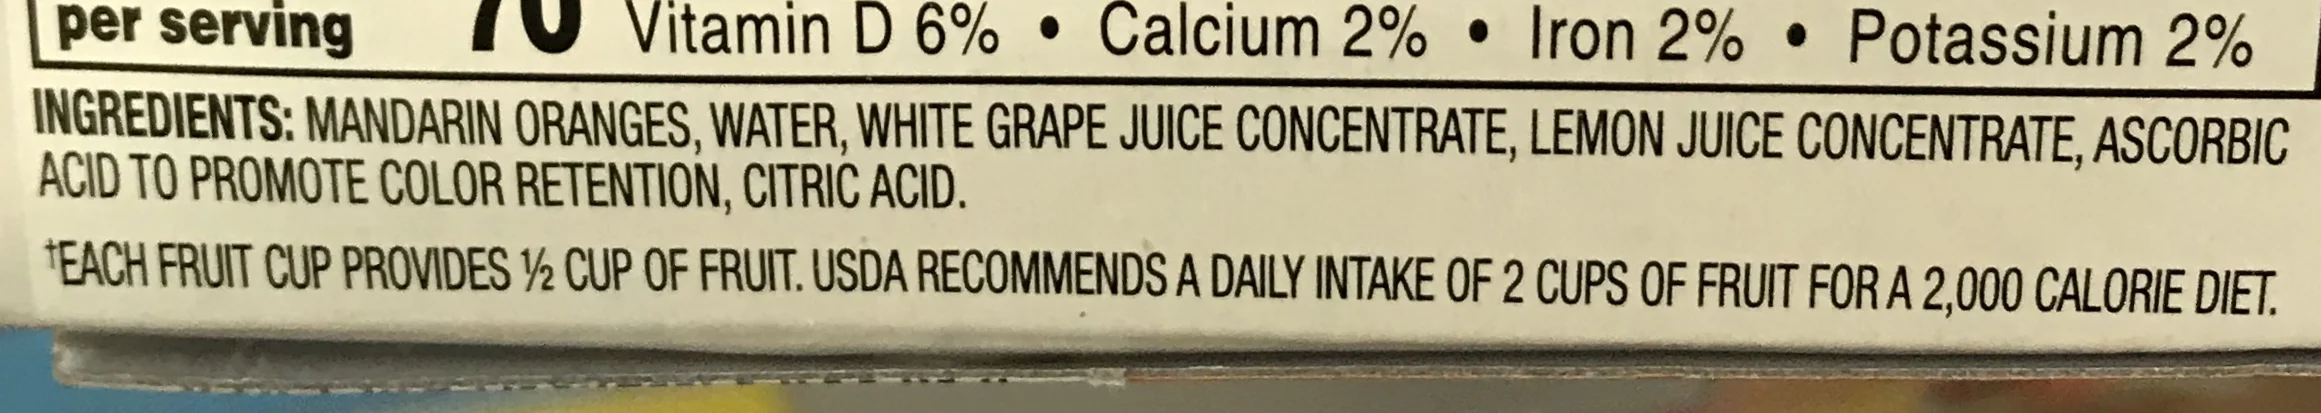 per serving 70 Vitamin D 6% • Calcium 2% • Iron 2% • Potassium 2%
INGREDIENTS: MANDARIN ORANGES, WATER, WHITE GRAPE JUICE CONCENTRATE, LEMON JUICE CONCENTRATE, ASCORBIC
ACID TO PROMOTE COLOR RETENTION, CITRIC ACID.
†EACH FRUIT CUP PROVIDES ½ CUP OF FRUIT. USDA RECOMMENDS A DAILY INTAKE OF 2 CUPS OF FRUIT FOR A 2,000 CALORIE DIET.